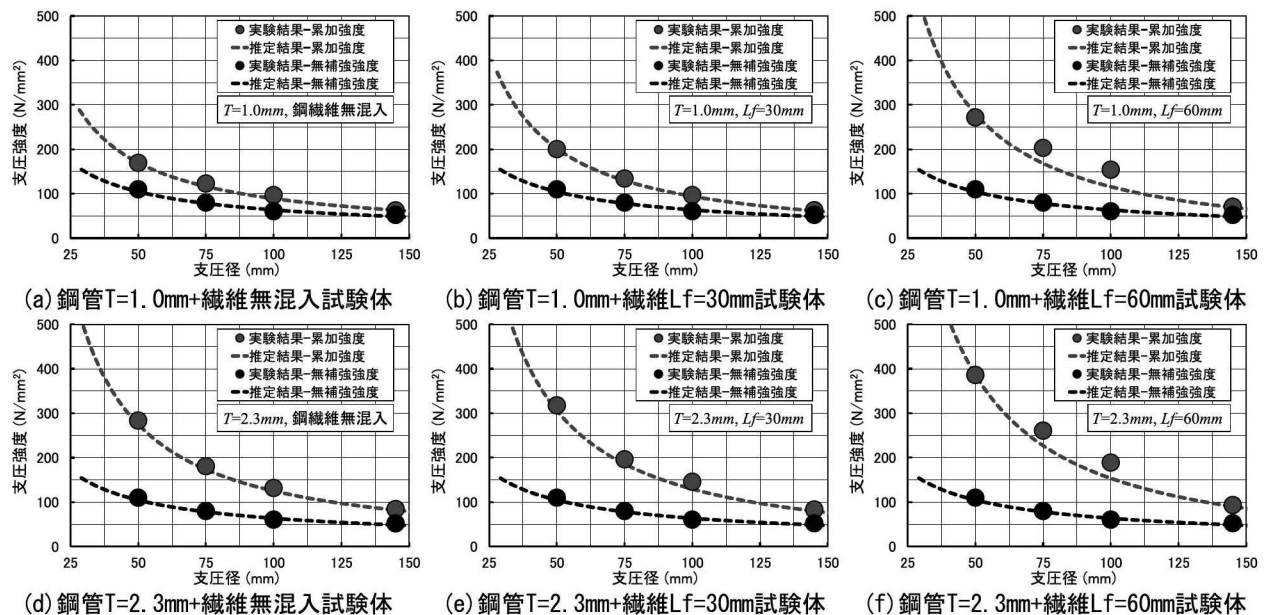 500
400
300
200
100
0
支圧強度 (N/mm²)
実験結果-累加強度
推定結果-累加強度
実験結果-無補強強度
推定結果-無補強強度
T=1.0mm, 鋼繊維無混入
25 50 75 100 125 150
支圧径 (mm)
(a) 鋼管T=1.0mm+繊維無混入試験体
500
400
300
200
100
0
支圧強度 (N/mm²)
実験結果-累加強度
推定結果-累加強度
実験結果-無補強強度
推定結果-無補強強度
T=1.0mm, Lf=30mm
25 50 75 100 125 150
支圧径 (mm)
(b) 鋼管T=1.0mm+繊維Lf=30mm試験体
500
400
300
200
100
0
支圧強度 (N/mm²)
実験結果-累加強度
推定結果-累加強度
実験結果-無補強強度
推定結果-無補強強度
T=1.0mm, Lf=60mm
25 50 75 100 125 150
支圧径 (mm)
(c) 鋼管T=1.0mm+繊維Lf=60mm試験体
500
400
300
200
100
0
支圧強度 (N/mm²)
実験結果-累加強度
推定結果-累加強度
実験結果-無補強強度
推定結果-無補強強度
T=2.3mm, 鋼繊維無混入
25 50 75 100 125 150
支圧径 (mm)
(d) 鋼管T=2.3mm+繊維無混入試験体
500
400
300
200
100
0
支圧強度 (N/mm²)
実験結果-累加強度
推定結果-累加強度
実験結果-無補強強度
推定結果-無補強強度
T=2.3mm, Lf=30mm
25 50 75 100 125 150
支圧径 (mm)
(e) 鋼管T=2.3mm+繊維Lf=30mm試験体
500
400
300
200
100
0
支圧強度 (N/mm²)
実験結果-累加強度
推定結果-累加強度
実験結果-無補強強度
推定結果-無補強強度
T=2.3mm, Lf=60mm
25 50 75 100 125 150
支圧径 (mm)
(f) 鋼管T=2.3mm+繊維Lf=60mm試験体